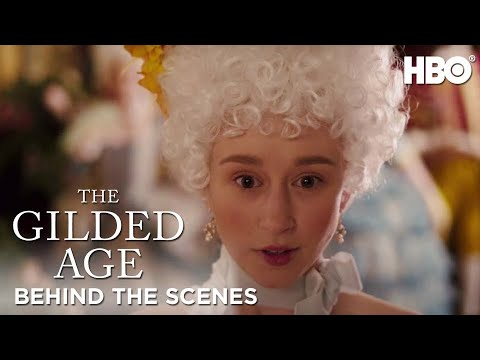 HBO®
THE
GILDED
AGE
BEHIND THE SCENES